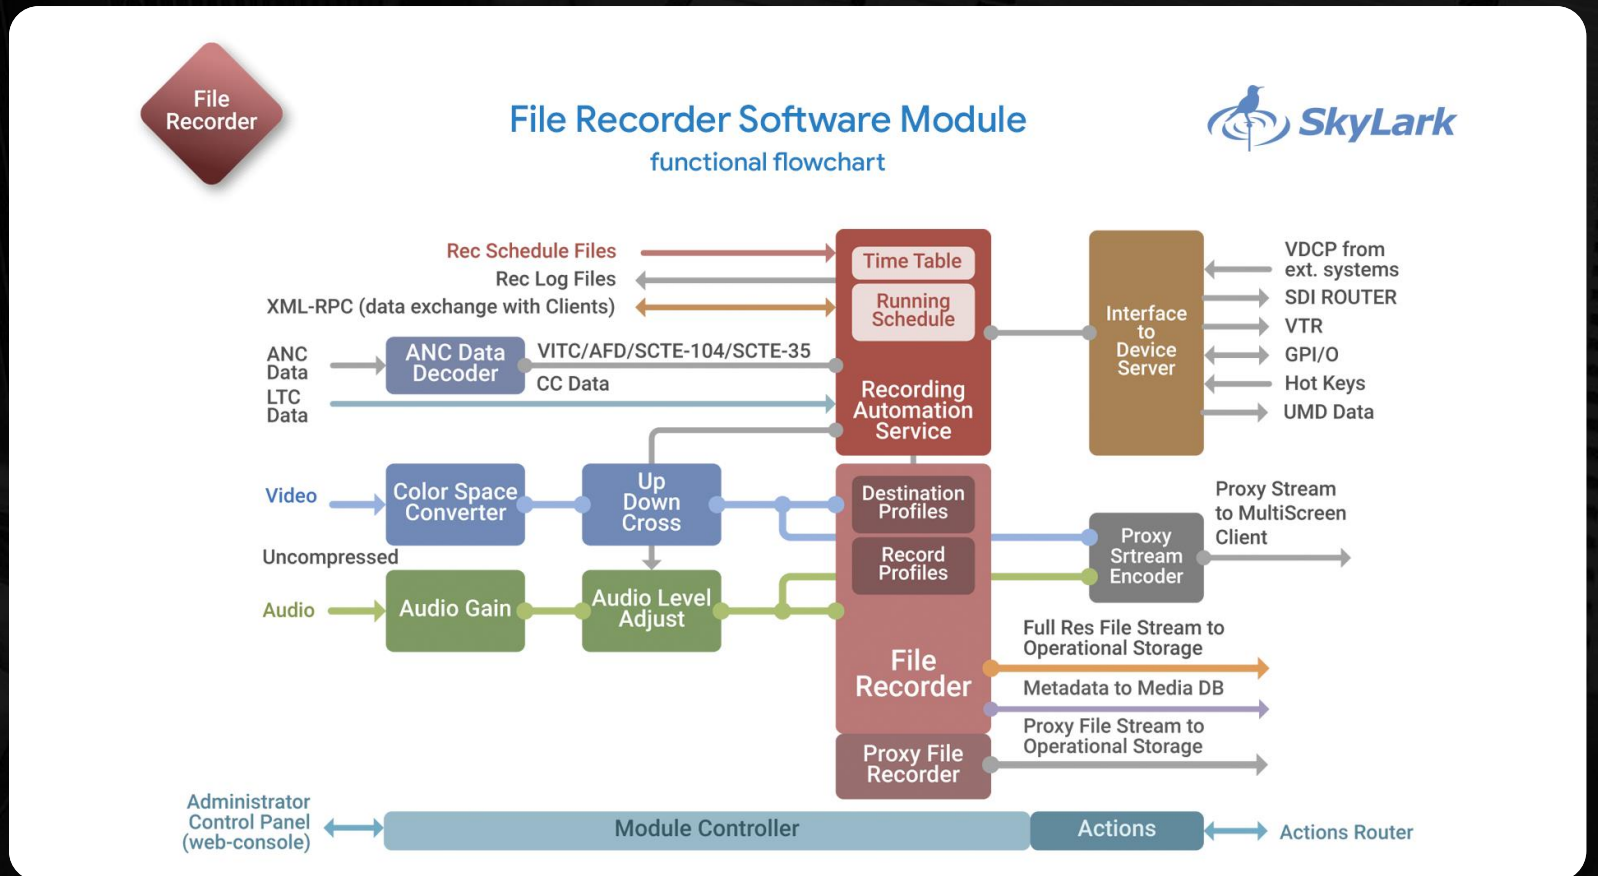 File
Recorder
File Recorder Software Module
functional flowchart
SkyLark
Rec Schedule Files
Rec Log Files
XML-RPC (data exchange with Clients)
ANC
Data
ANC Data
Decoder
VITC/AFD/SCTE-104/SCTE-35
CC Data
LTC
Data
Time Table
Running
Schedule
Recording
Automation
Service
Interface
to
Device
Server
VDCP from
ext. systems
SDI ROUTER
VTR
GPI/O
Hot Keys
UMD Data
Video
Color Space
Converter
Up
Down
Cross
Destination
Profiles
Record
Profiles
Proxy
Srtream
Encoder
Proxy Stream
to MultiScreen
Client
Uncompressed
Audio
Audio Gain
Audio Level
Adjust
File
Recorder
Full Res File Stream to
Operational Storage
Metadata to Media DB
Proxy File Stream to
Operational Storage
Proxy File
Recorder
Administrator
Control Panel
(web-console)
Module Controller
Actions
Actions Router